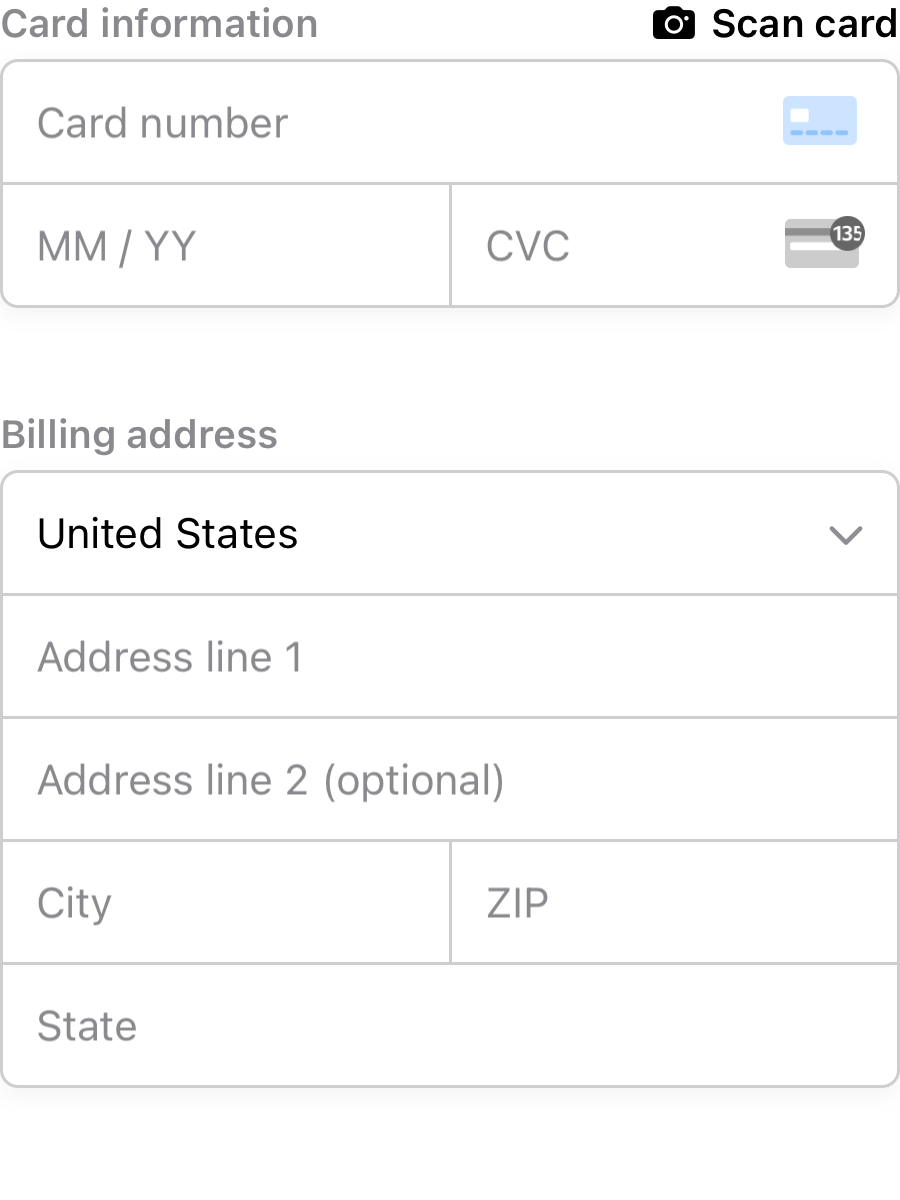 Card information
Scan card
Card number
MM / YY
CVC
135
Billing address
United States
Address line 1
Address line 2 (optional)
City
ZIP
State